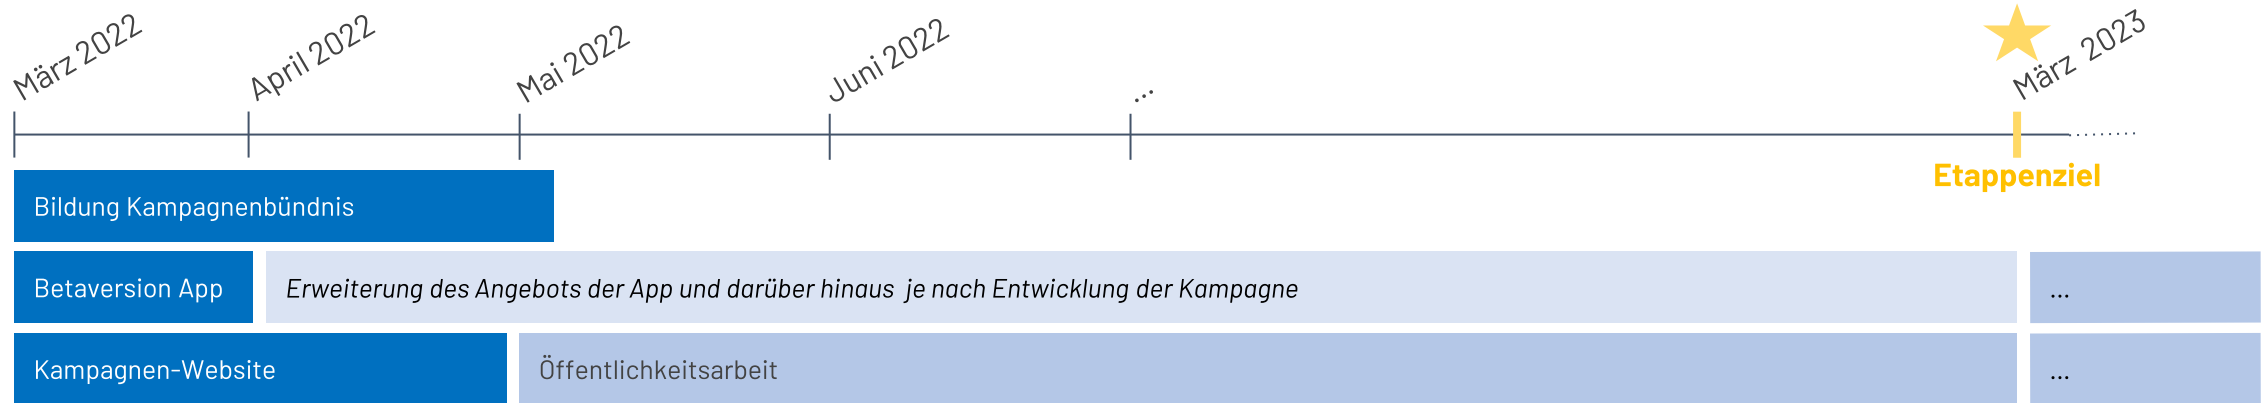 März 2022
April 2022
Mai 2022
Juni 2022
...
März 2023
Etappenziel
Bildung Kampagnenbündnis
Betaversion App
Erweiterung des Angebots der App und darüber hinaus je nach Entwicklung der Kampagne
...
Kampagnen-Website
Öffentlichkeitsarbeit
...